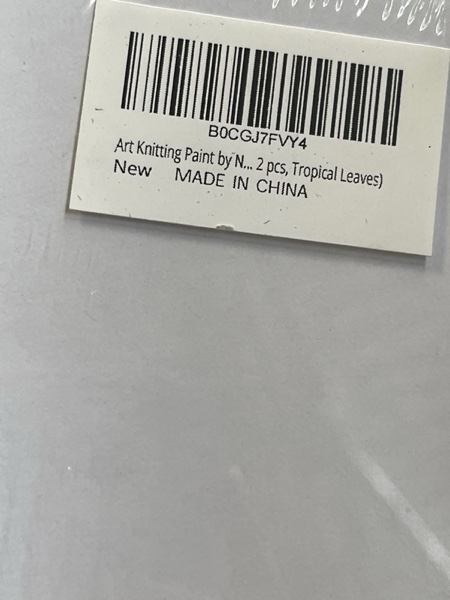 B0CGJ7FVY4
Art Knitting Paint by N... 2 pcs, Tropical Leaves)
New MADE IN CHINA